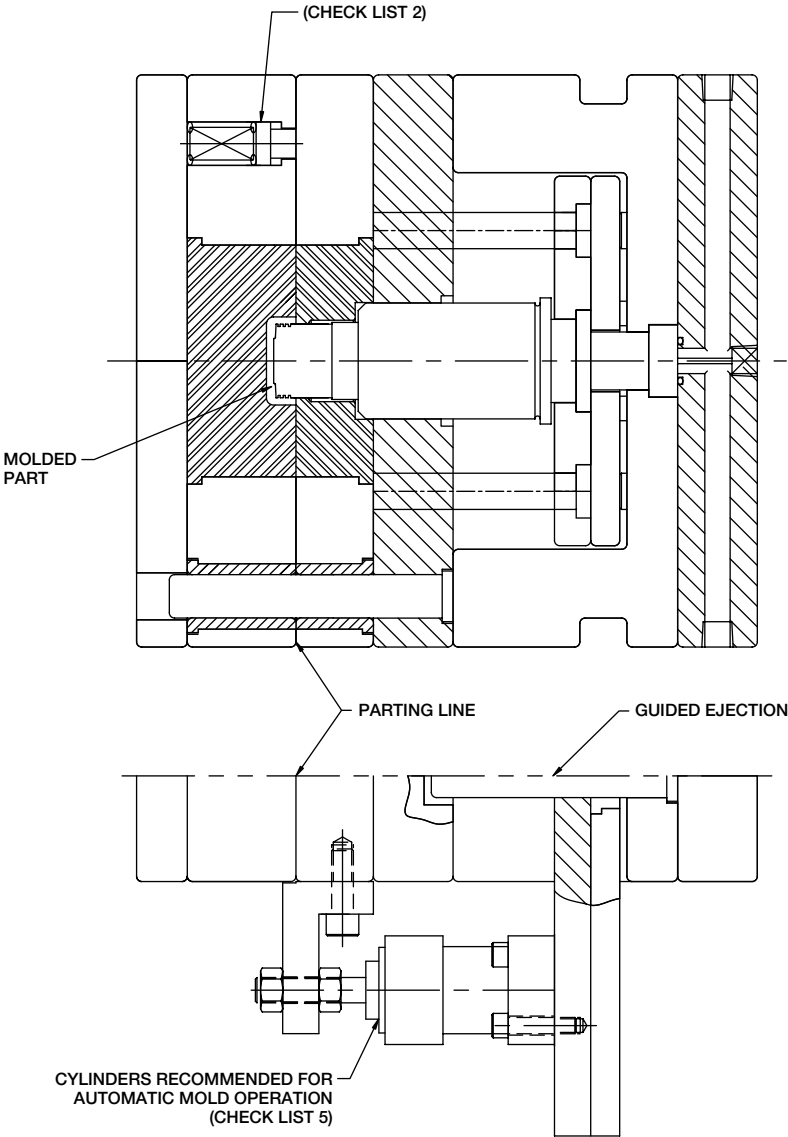 (CHECK LIST 2)
MOLDED
PART
PARTING LINE
GUIDED EJECTION
CYLINDERS RECOMMENDED FOR
AUTOMATIC MOLD OPERATION
(CHECK LIST 5)